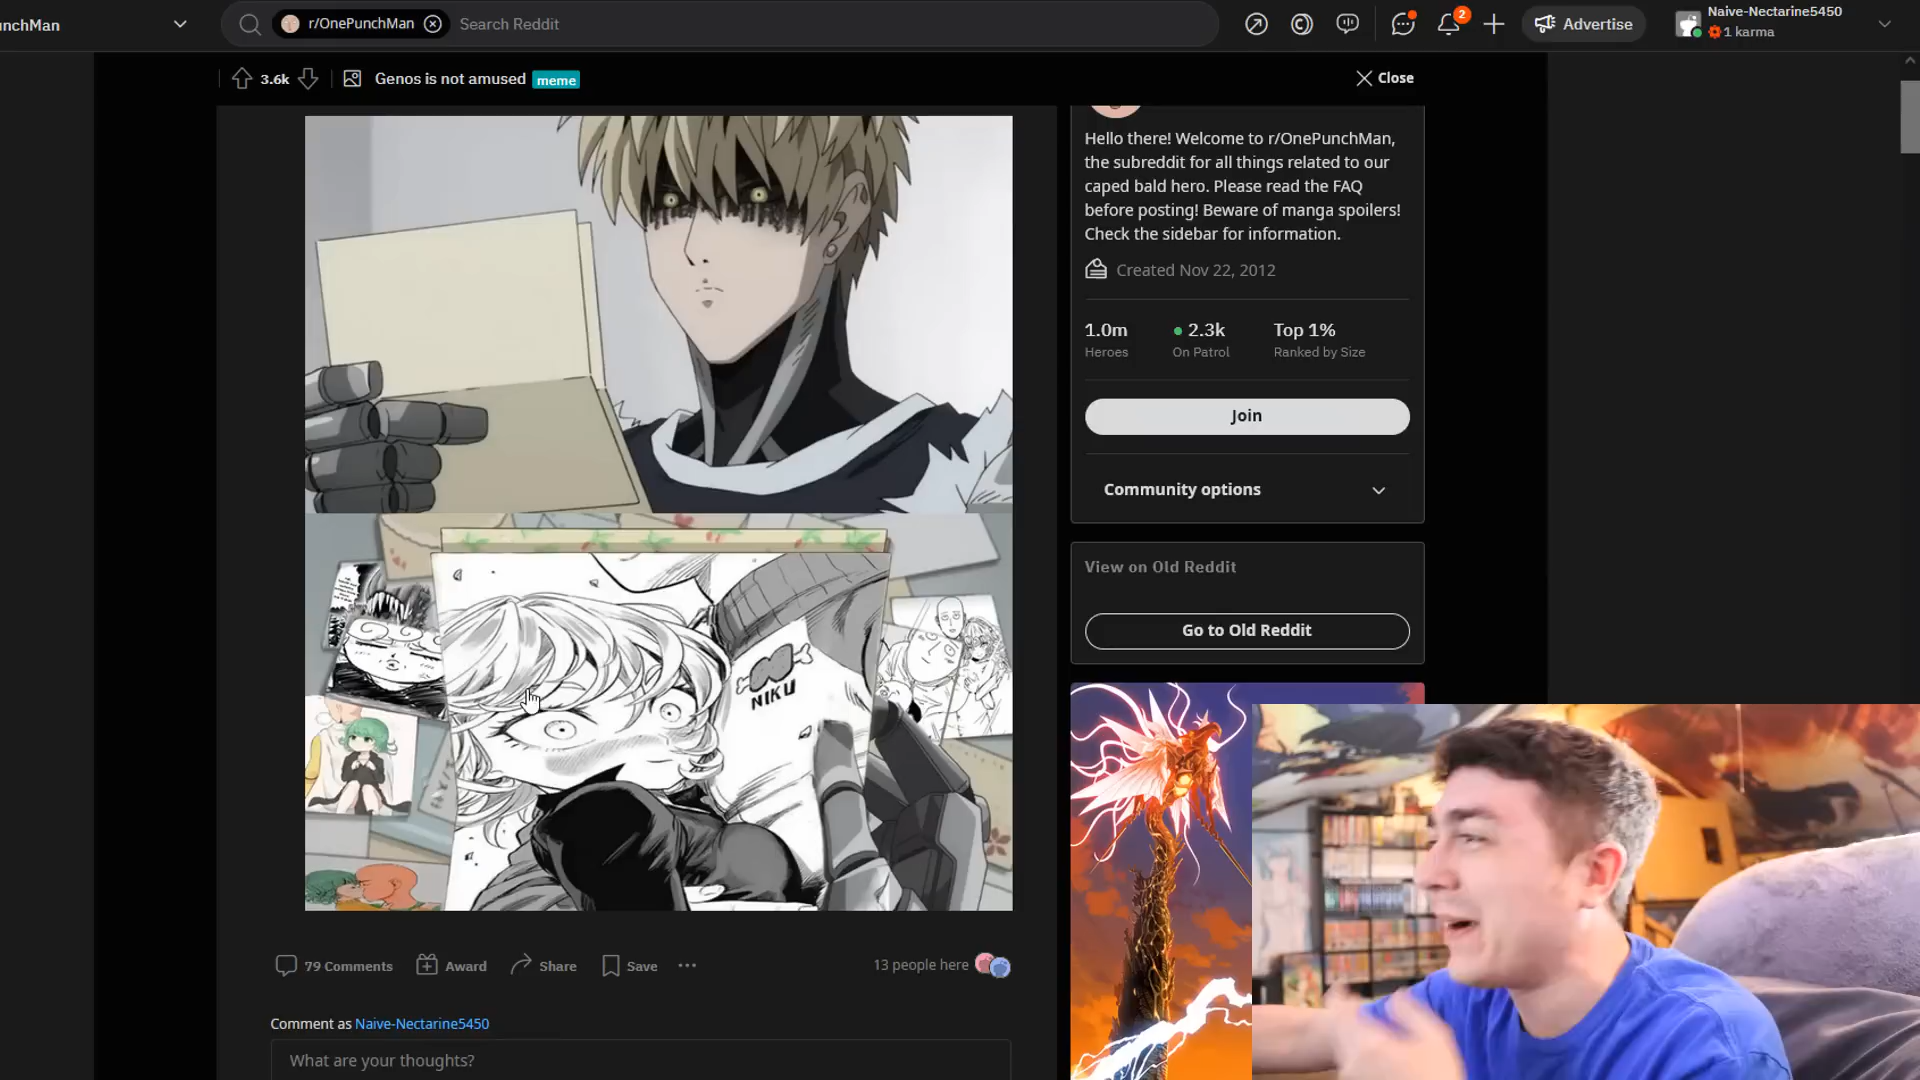 nchMan
r/OnePunchMan
Search Reddit
2
Advertise
Naive-Nectarine5450
1 karma
3.6k
Genos is not amused
meme
Close
Hello there! Welcome to r/OnePunchMan,
the subreddit for all things related to our
caped bald hero. Please read the FAQ
before posting! Beware of manga spoilers!
Check the sidebar for information.
Created Nov 22, 2012
1.0m
2.3k
Top 1%
Heroes
On Patrol
Ranked by Size
Join
Community options
View on Old Reddit
Go to Old Reddit
NIKU
79 Comments
Award
Share
Save
13 people here
Comment as Naive-Nectarine5450
What are your thoughts?